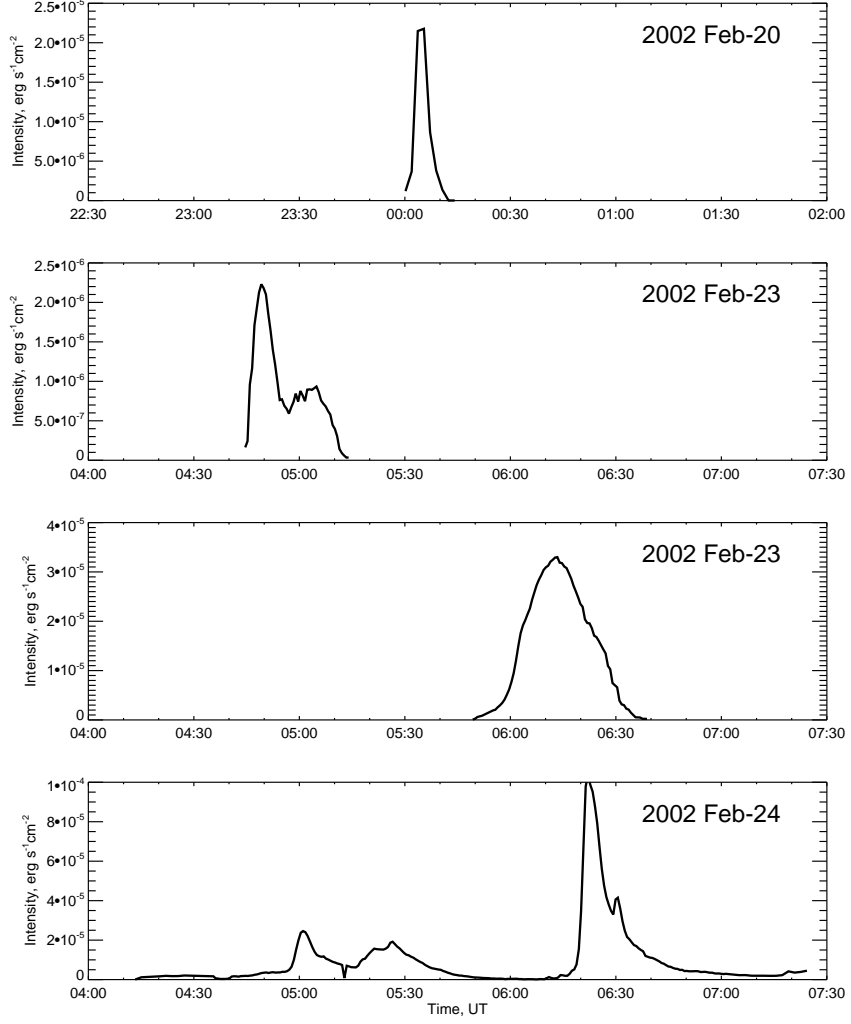 2002 Feb-20
Intensity, erg s⁻¹cm⁻²
2.5•10⁻⁵
2.0•10⁻⁵
1.5•10⁻⁵
1.0•10⁻⁵
5.0•10⁻⁶
0
22:30 23:00 23:30 00:00 00:30 01:00 01:30 02:00
2002 Feb-23
Intensity, erg s⁻¹cm⁻²
2.5•10⁻⁶
2.0•10⁻⁶
1.5•10⁻⁶
1.0•10⁻⁶
5.0•10⁻⁷
0
04:00 04:30 05:00 05:30 06:00 06:30 07:00 07:30
2002 Feb-23
Intensity, erg s⁻¹cm⁻²
4•10⁻⁵
3•10⁻⁵
2•10⁻⁵
1•10⁻⁵
0
04:00 04:30 05:00 05:30 06:00 06:30 07:00 07:30
2002 Feb-24
Intensity, erg s⁻¹cm⁻²
1•10⁻⁴
8•10⁻⁵
6•10⁻⁵
4•10⁻⁵
2•10⁻⁵
0
04:00 04:30 05:00 05:30 06:00 06:30 07:00 07:30
Time, UT